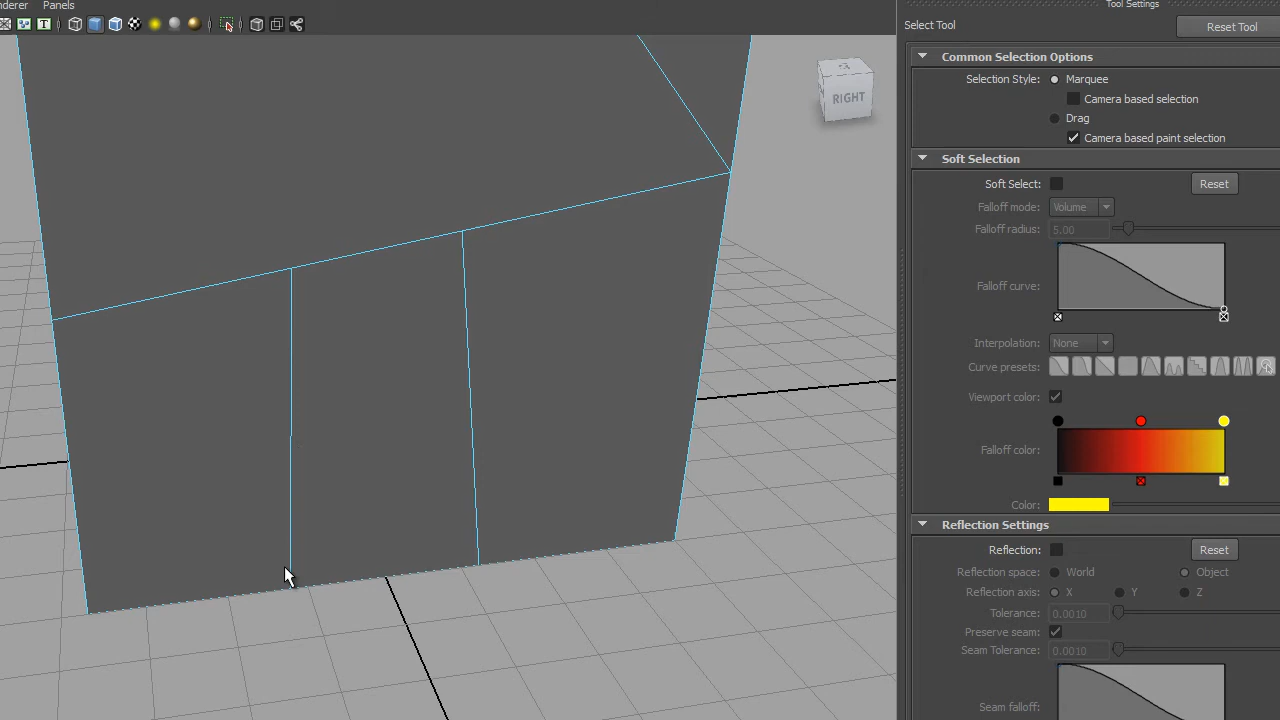 nderer Panels
Tool Settings
Select Tool
Reset Tool
T
RIGHT
Common Selection Options
Selection Style: Marquee
Camera based selection
Drag
Camera based paint selection
Soft Selection
Soft Select: Reset
Falloff mode: Volume
Falloff radius: 5.00
Falloff curve:
Interpolation: None
Curve presets:
Viewport color:
Falloff color:
Color:
Reflection Settings
Reflection: Reset
Reflection space: World Object
Reflection axis: X Y Z
Tolerance: 0.0010
Preserve seam:
Seam Tolerance: 0.0010
Seam falloff: